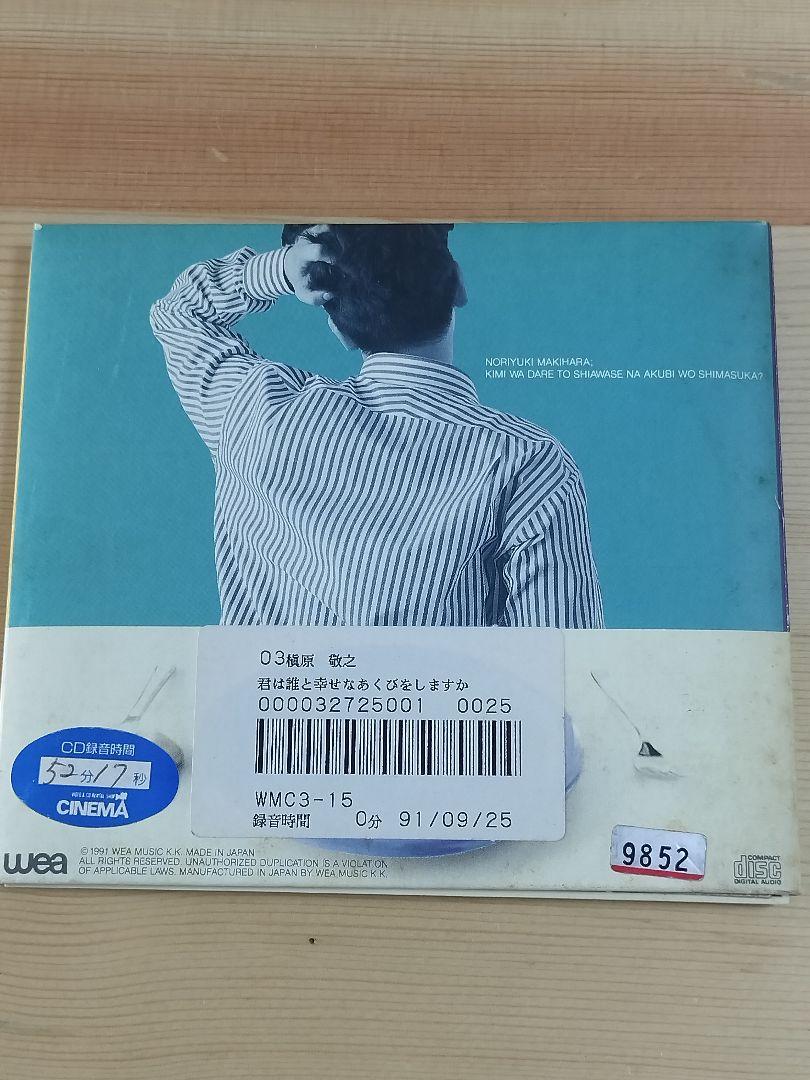 NORIYUKI MAKIHARA;
KIMI WA DARE TO SHIAWASE NA AKUBI WO SHIMASUKA?
03槇原 敬之
君は誰と幸せなあくびをしますか
000032725001 0025
WMC3-15
録音時間 0分 91/09/25
CD録音時間
52分17秒
VIDEO & CD RENTAL SHOP
CINEMA
wea
©1991 WEA MUSIC K.K. MADE IN JAPAN
ALL RIGHTS RESERVED. UNAUTHORIZED DUPLICATION IS A VIOLATION
OF APPLICABLE LAWS. MANUFACTURED IN JAPAN BY WEA MUSIC K.K.
9852
COMPACT
disc
DIGITAL AUDIO